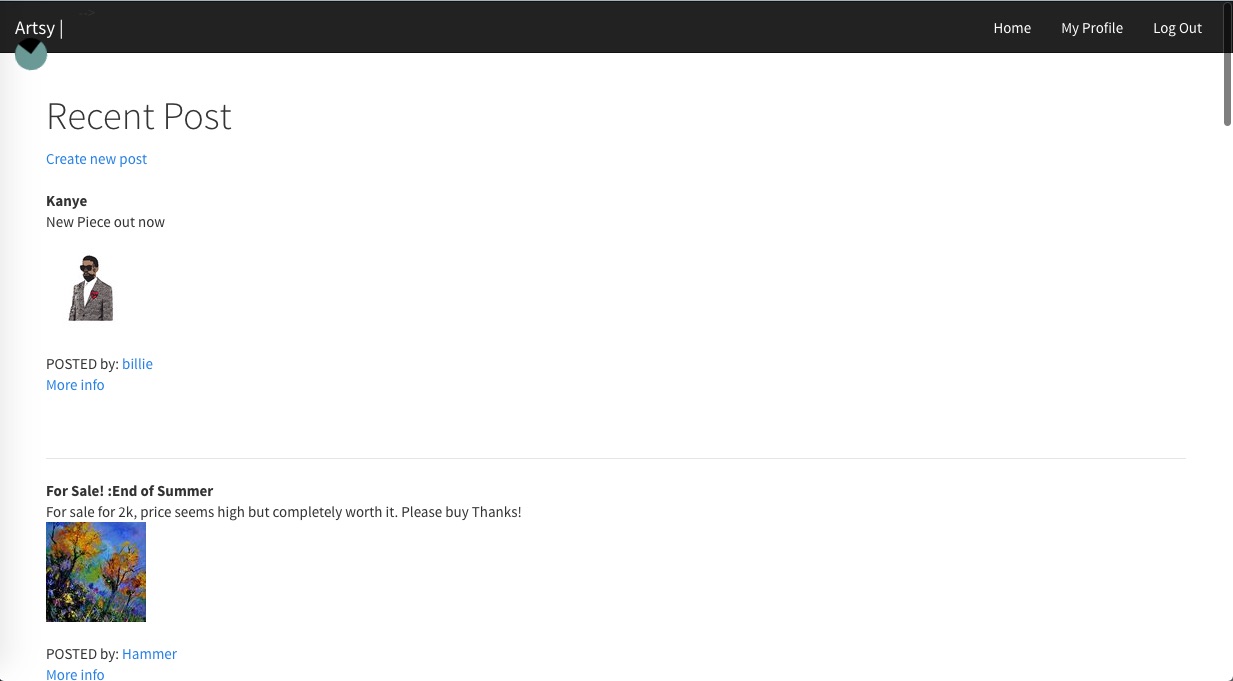 Artsy |
Home
My Profile
Log Out
Recent Post
Create new post
Kanye
New Piece out now
POSTED by: billie
More info
For Sale! :End of Summer
For sale for 2k, price seems high but completely worth it. Please buy Thanks!
POSTED by: Hammer
More info